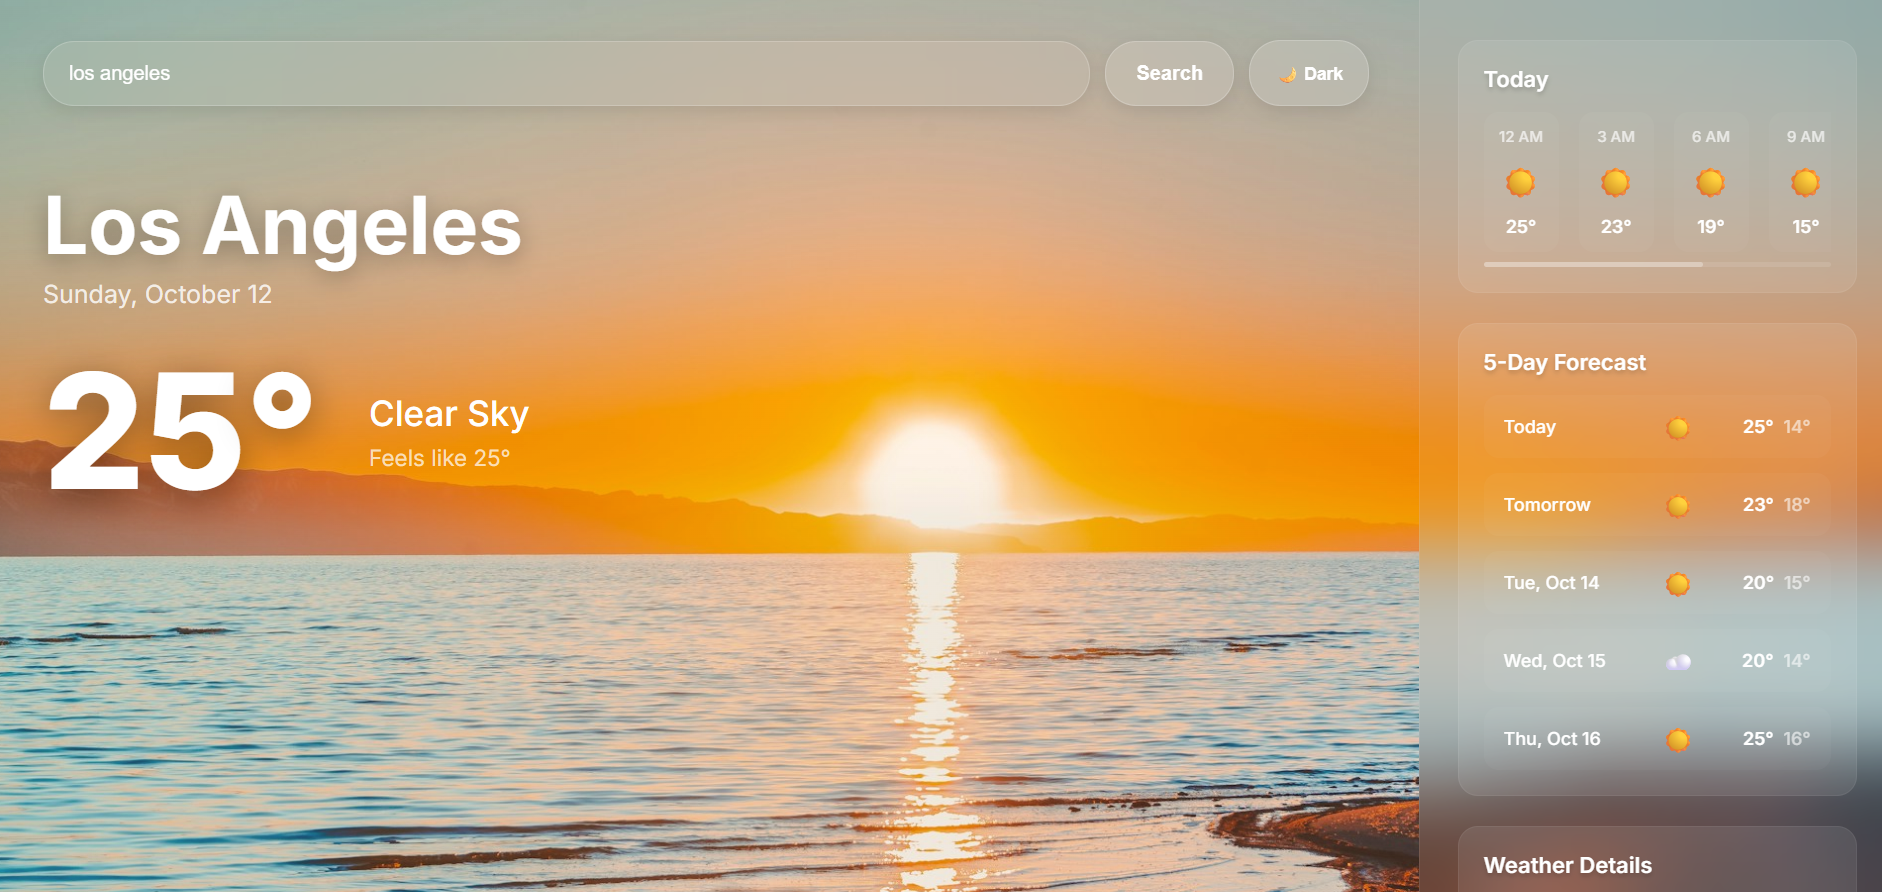 los angeles
Search
🌙 Dark
Los Angeles
Sunday, October 12
25°
Clear Sky
Feels like 25°
Today
12 AM 3 AM 6 AM 9 AM
25° 23° 19° 15°
5-Day Forecast
Today 25° 14°
Tomorrow 23° 18°
Tue, Oct 14 20° 15°
Wed, Oct 15 20° 14°
Thu, Oct 16 25° 16°
Weather Details